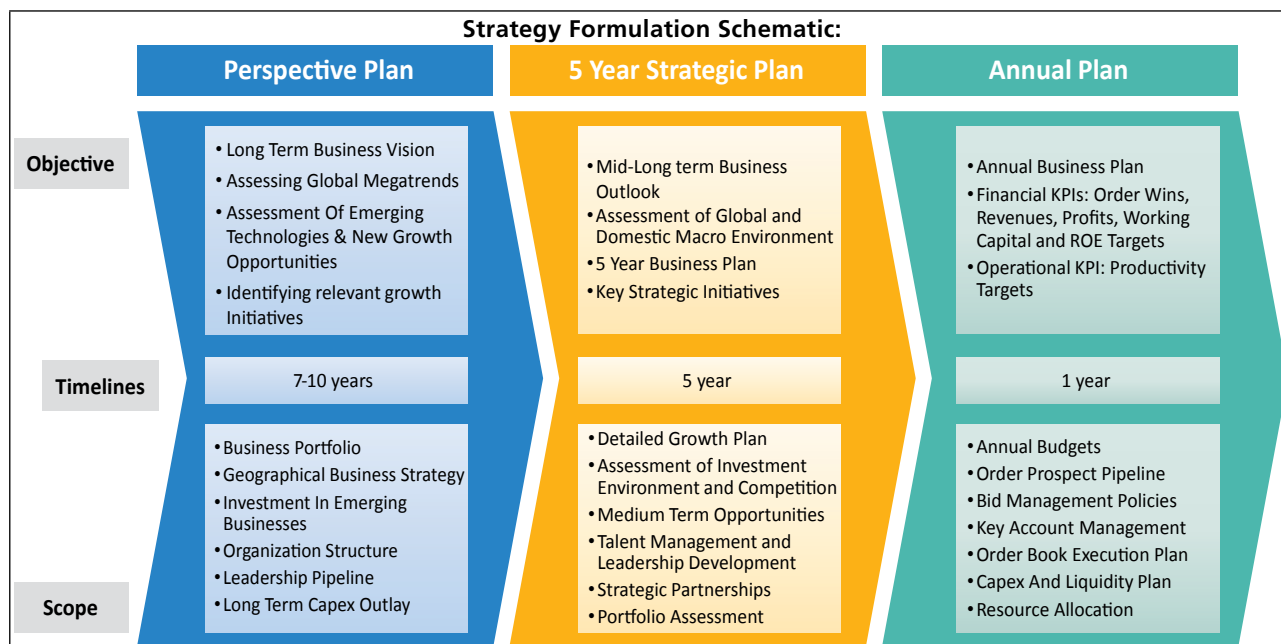 Strategy Formulation Schematic:
Perspective Plan
5 Year Strategic Plan
Annual Plan
Objective
• Long Term Business Vision
• Assessing Global Megatrends
• Assessment Of Emerging
Technologies & New Growth
Opportunities
• Identifying relevant growth
Initiatives
• Mid-Long term Business
Outlook
• Assessment of Global and
Domestic Macro Environment
• 5 Year Business Plan
• Key Strategic Initiatives
• Annual Business Plan
• Financial KPIs: Order Wins,
Revenues, Profits, Working
Capital and ROE Targets
• Operational KPI: Productivity
Targets
Timelines
7-10 years
5 year
1 year
Scope
• Business Portfolio
• Geographical Business Strategy
• Investment In Emerging
Businesses
• Organization Structure
• Leadership Pipeline
• Long Term Capex Outlay
• Detailed Growth Plan
• Assessment of Investment
Environment and Competition
• Medium Term Opportunities
• Talent Management and
Leadership Development
• Strategic Partnerships
• Portfolio Assessment
• Annual Budgets
• Order Prospect Pipeline
• Bid Management Policies
• Key Account Management
• Order Book Execution Plan
• Capex And Liquidity Plan
• Resource Allocation